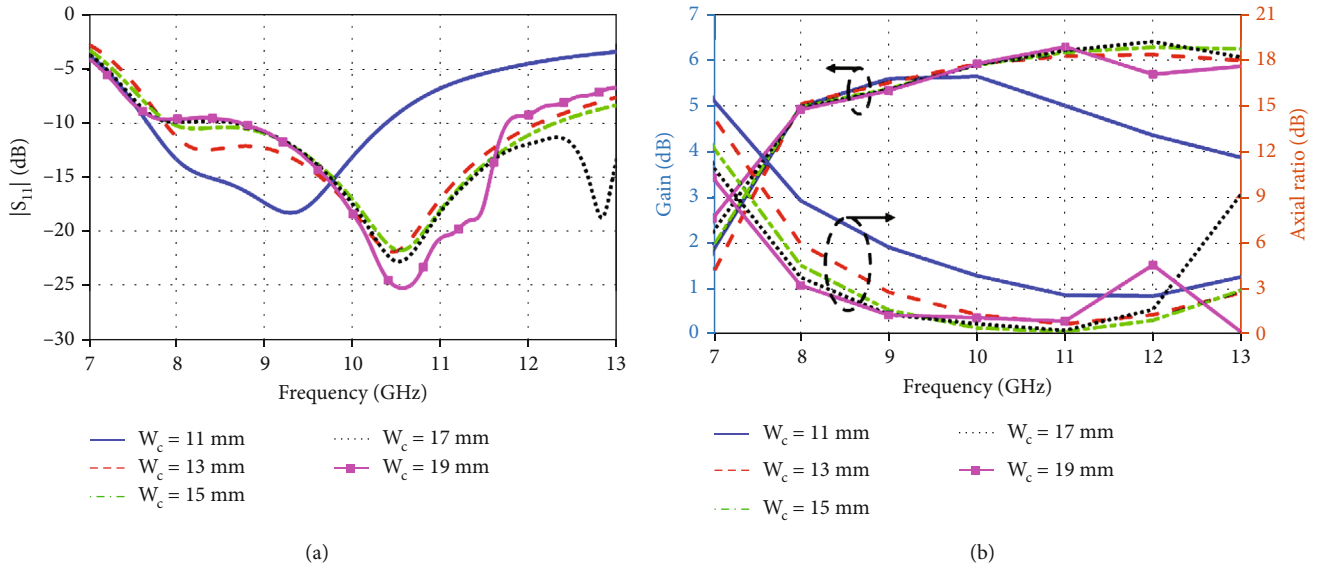 0
−5
−10
−15
−20
−25
−30
|S11| (dB)
7 8 9 10 11 12 13
Frequency (GHz)
Wc = 11 mm
Wc = 13 mm
Wc = 15 mm
Wc = 17 mm
Wc = 19 mm
(a)
7
6
5
4
3
2
1
0
Gain (dB)
21
18
15
12
9
6
3
0
Axial ratio (dB)
7 8 9 10 11 12 13
Frequency (GHz)
Wc = 11 mm
Wc = 13 mm
Wc = 15 mm
Wc = 17 mm
Wc = 19 mm
(b)